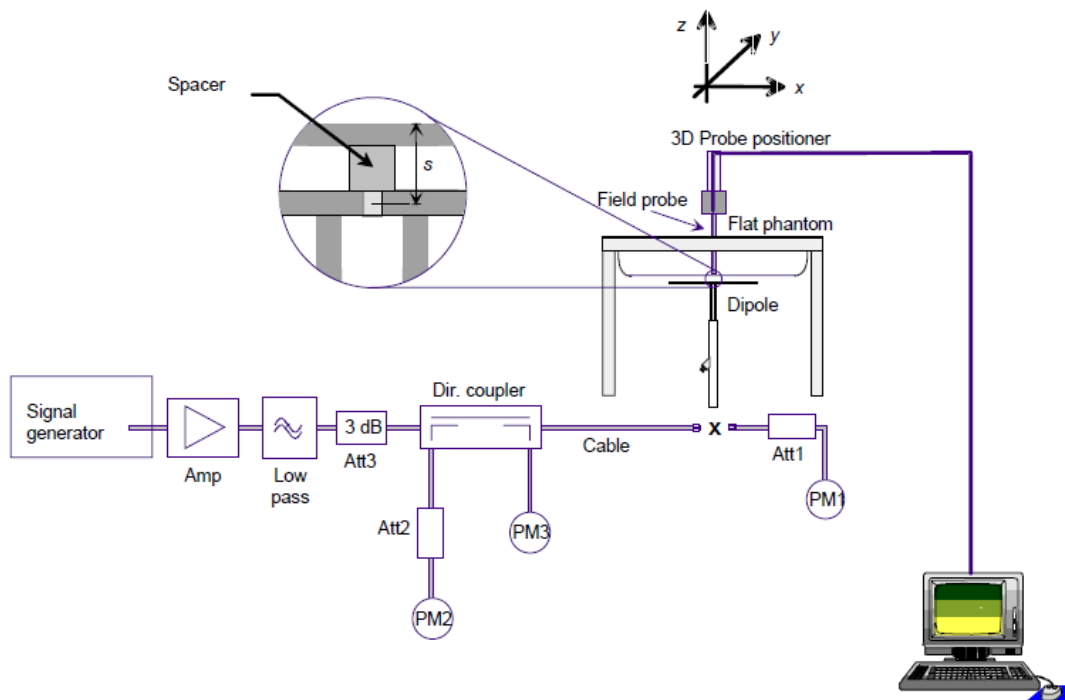 z
y
x
Spacer
s
3D Probe positioner
Field probe
Flat phantom
Dipole
Signal
generator
Amp
Low
pass
3 dB
Att3
Dir. coupler
Cable
X
Att1
PM1
Att2
PM3
PM2